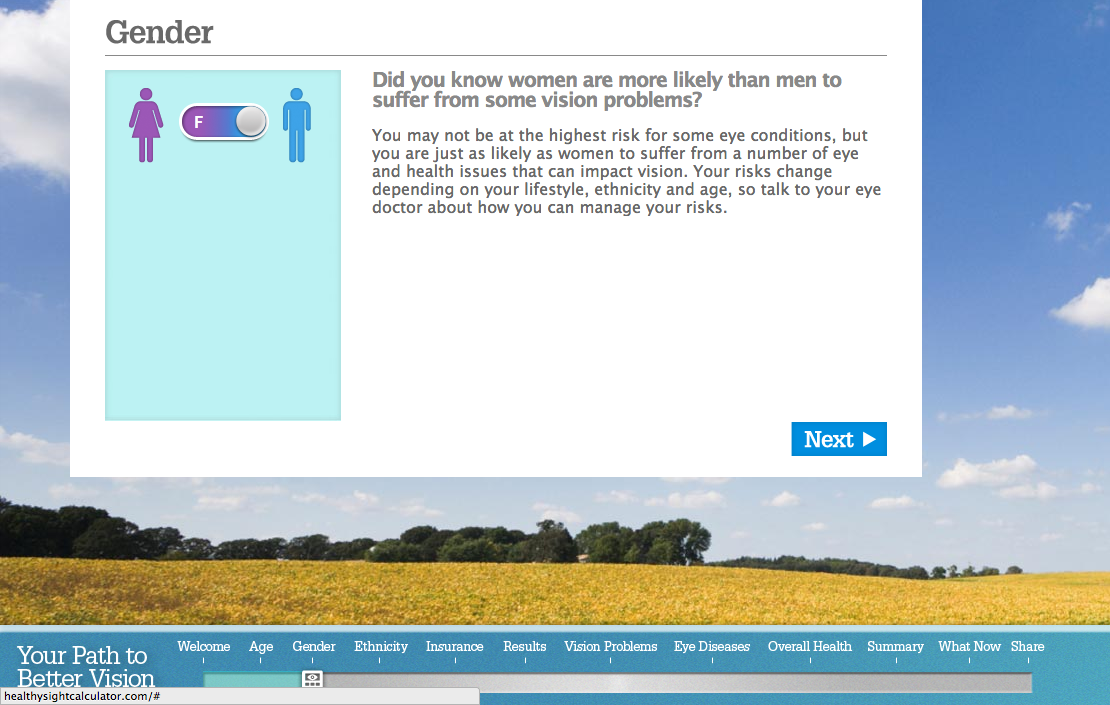 Gender
F
Did you know women are more likely than men to
suffer from some vision problems?
You may not be at the highest risk for some eye conditions, but
you are just as likely as women to suffer from a number of eye
and health issues that can impact vision. Your risks change
depending on your lifestyle, ethnicity and age, so talk to your eye
doctor about how you can manage your risks.
Next
Your Path to
Better Vision
Welcome Age Gender Ethnicity Insurance Results Vision Problems Eye Diseases Overall Health Summary What Now Share
healthysightcalculator.com/#